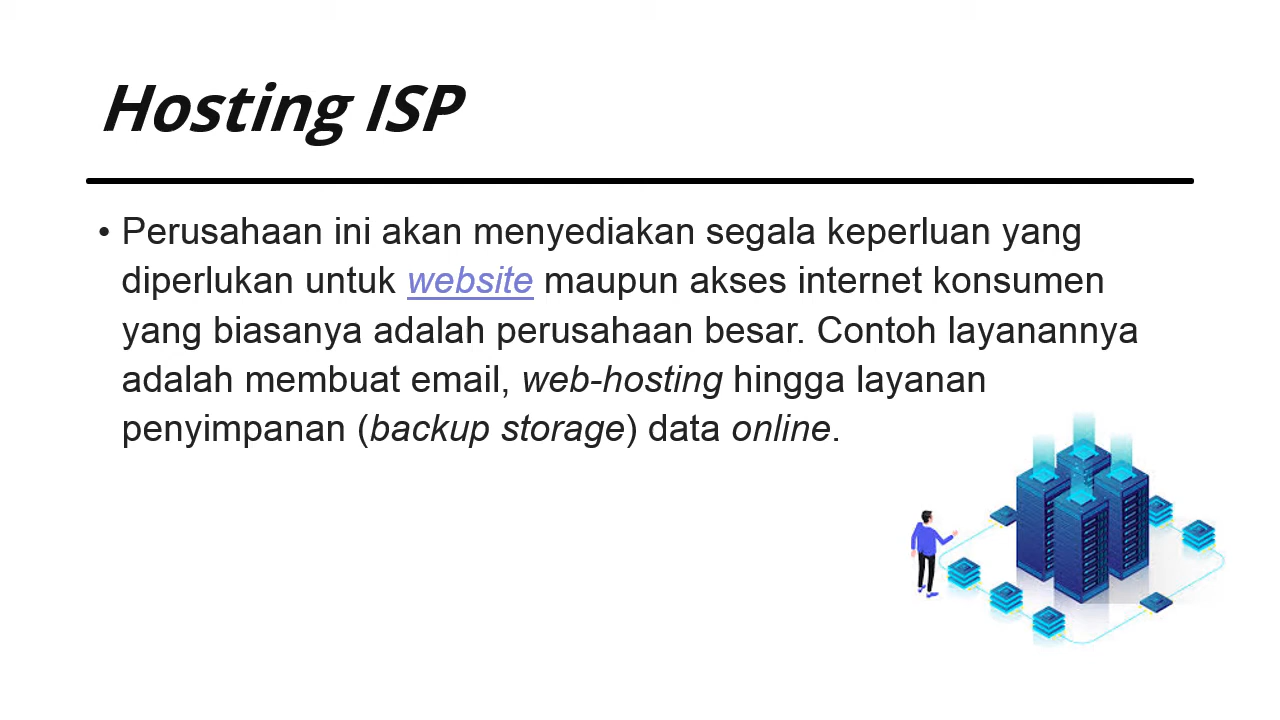 Hosting ISP
• Perusahaan ini akan menyediakan segala keperluan yang
diperlukan untuk website maupun akses internet konsumen
yang biasanya adalah perusahaan besar. Contoh layanannya
adalah membuat email, web-hosting hingga layanan
penyimpanan (backup storage) data online.